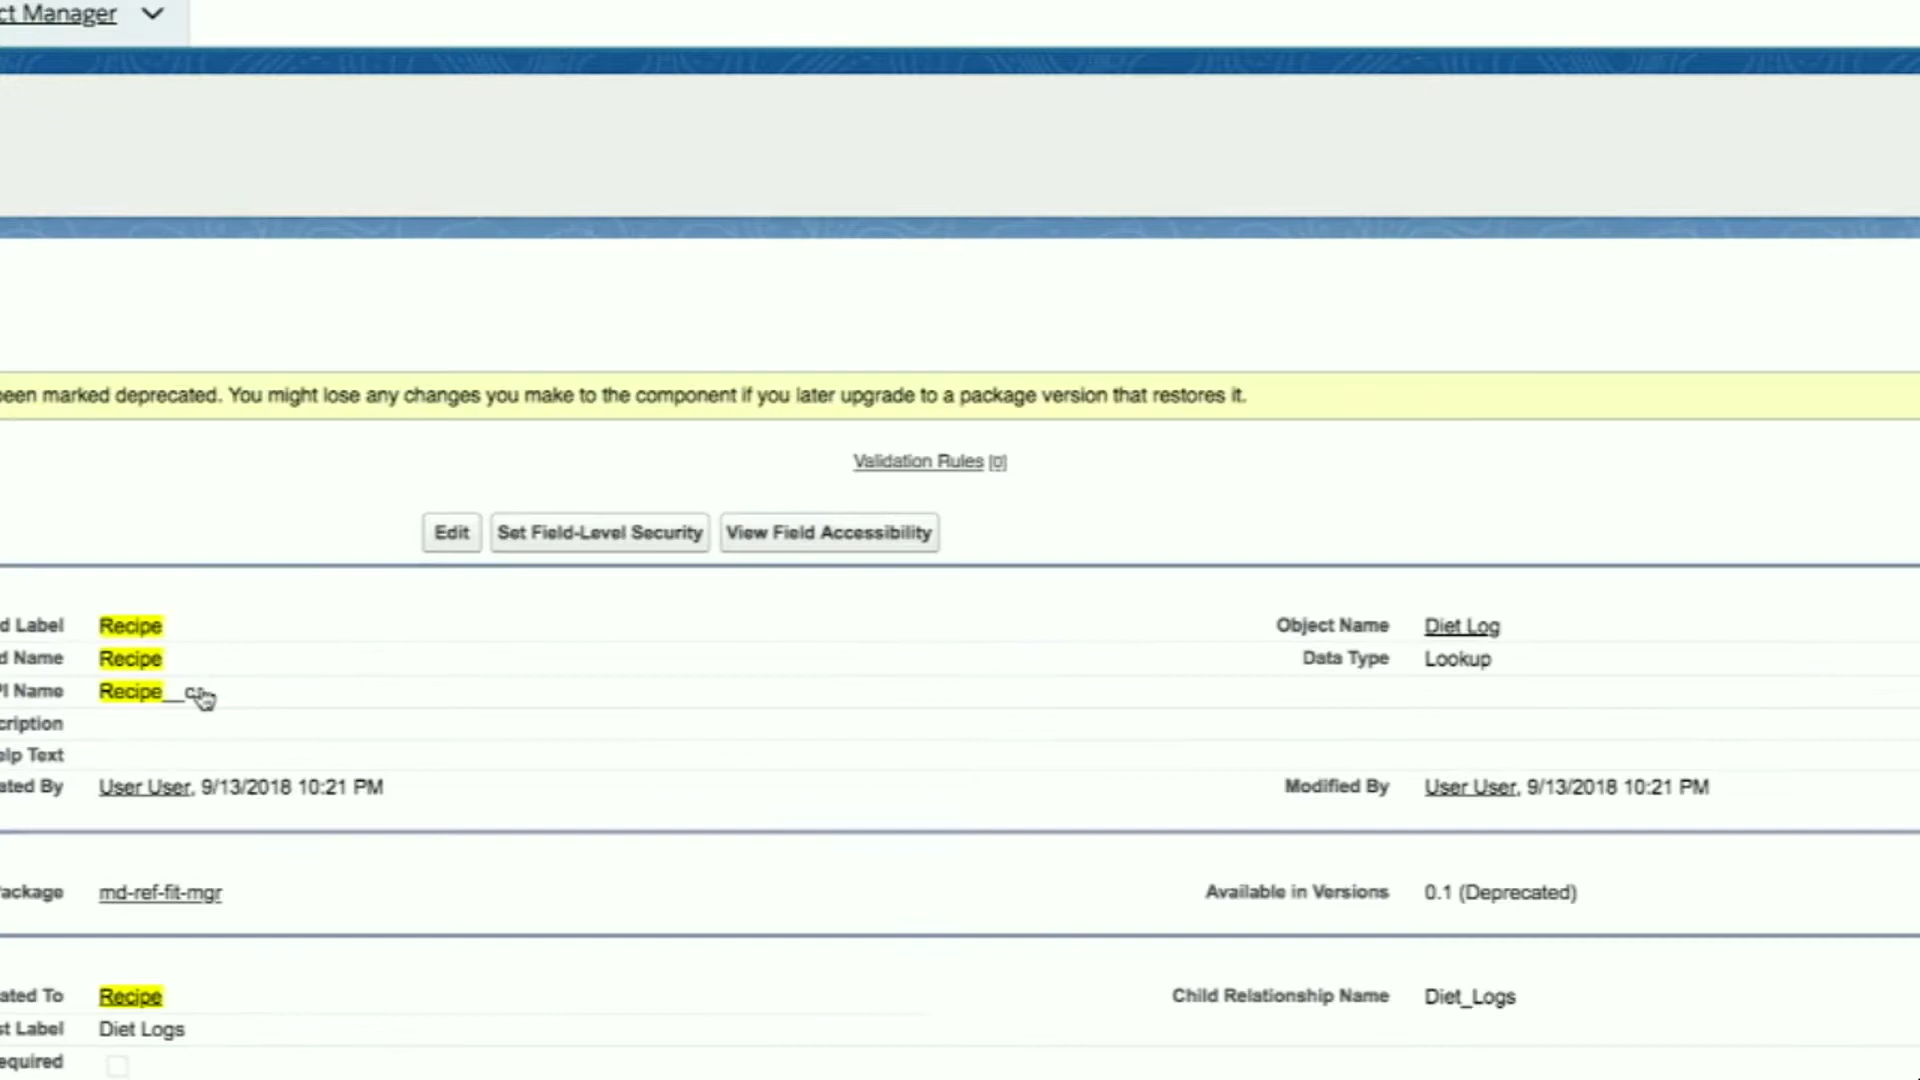 ct Manager
been marked deprecated. You might lose any changes you make to the component if you later upgrade to a package version that restores it.
Validation Rules [0]
Edit Set Field-Level Security View Field Accessibility
d Label Recipe Object Name Diet Log
d Name Recipe Data Type Lookup
PI Name Recipe__c
cription
elp Text
ated By User User, 9/13/2018 10:21 PM Modified By User User, 9/13/2018 10:21 PM
ackage md-ref-fit-mgr Available in Versions 0.1 (Deprecated)
ated To Recipe Child Relationship Name Diet_Logs
st Label Diet Logs
equired